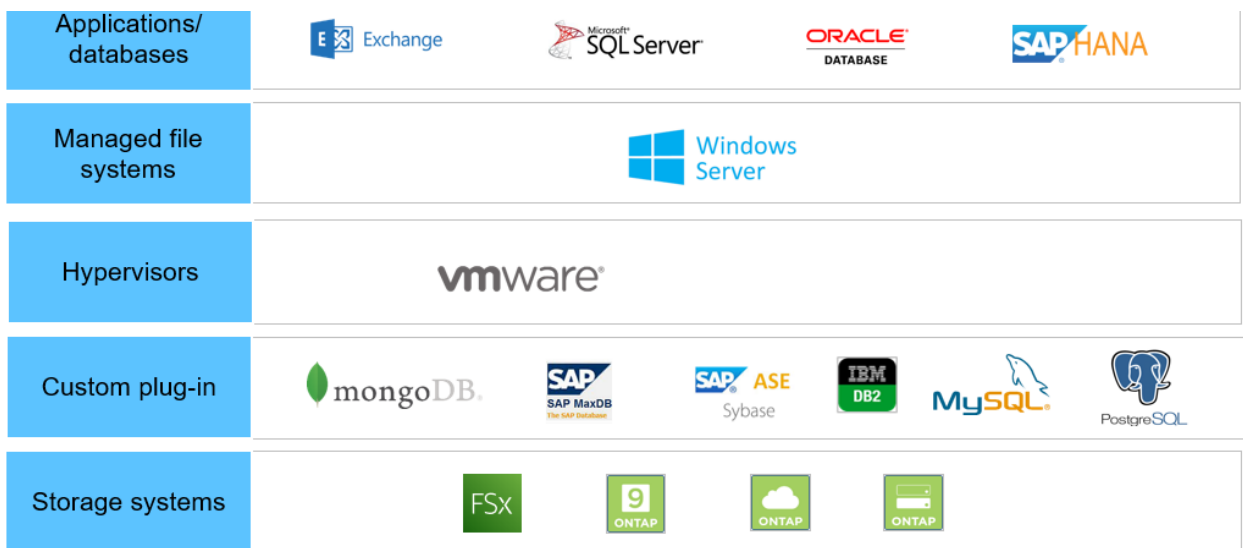 Applications/
databases
E Exchange
Microsoft®
SQL Server®
ORACLE®
DATABASE
SAP HANA
Managed file
systems
Windows
Server
Hypervisors
vmware®
Custom plug-in
mongoDB.
SAP
SAP MaxDB
The SAP Database
SAP ASE
Sybase
IBM
DB2
MySQL®
PostgreSQL
Storage systems
FSx
9
ONTAP
ONTAP
ONTAP